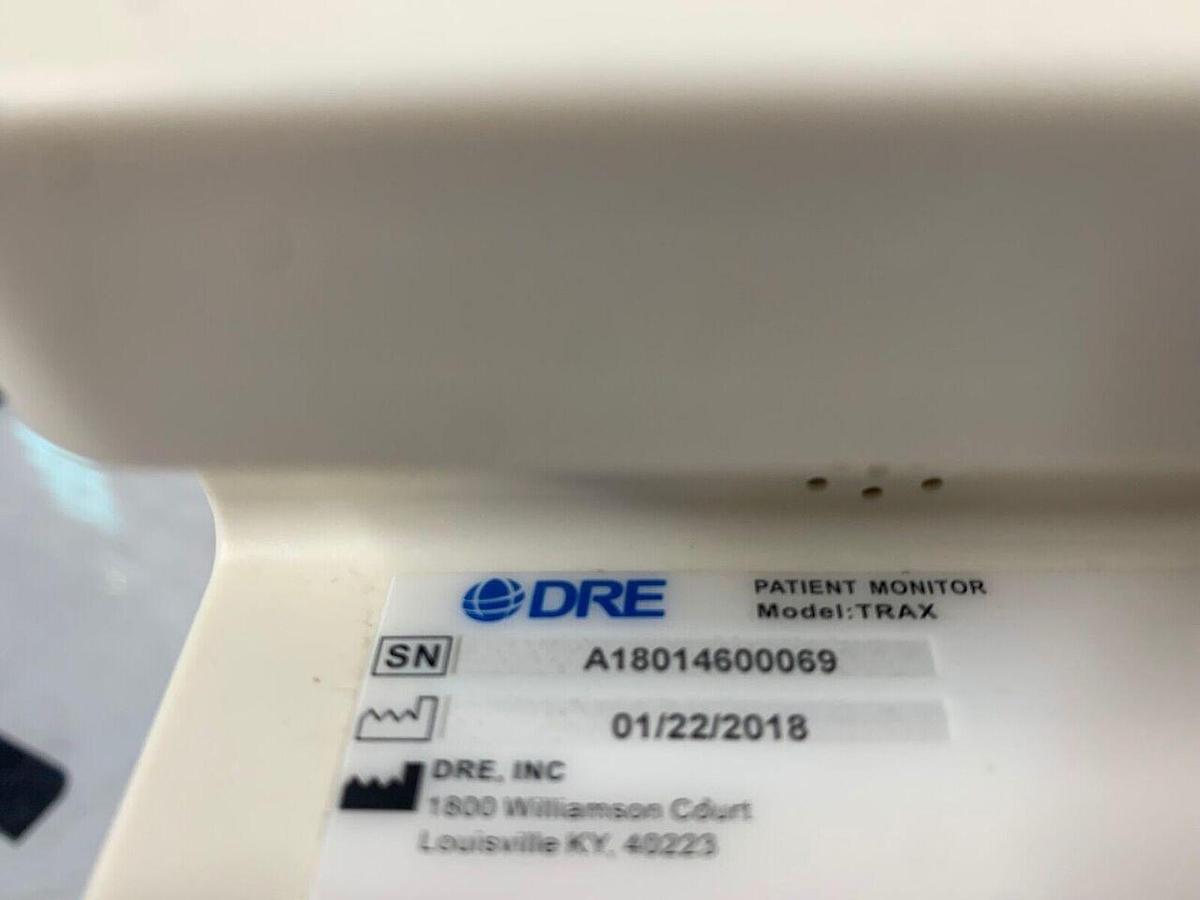 DRE
PATIENT MONITOR
Model:TRAX
SN A18014600069
01/22/2018
DRE, INC
1800 Williamson Court
Louisville KY, 40223